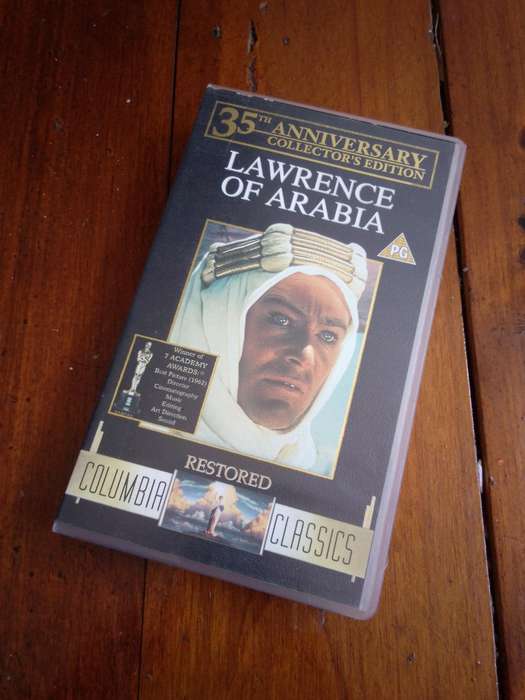 35TH ANNIVERSARY
COLLECTOR'S EDITION
LAWRENCE
OF ARABIA
PG
Winner of
7 ACADEMY
AWARDS:®
Best Picture (1962)
Director
Cinematography
Music
Editing
Art Direction
Sound
RESTORED
COLUMBIA
CLASSICS